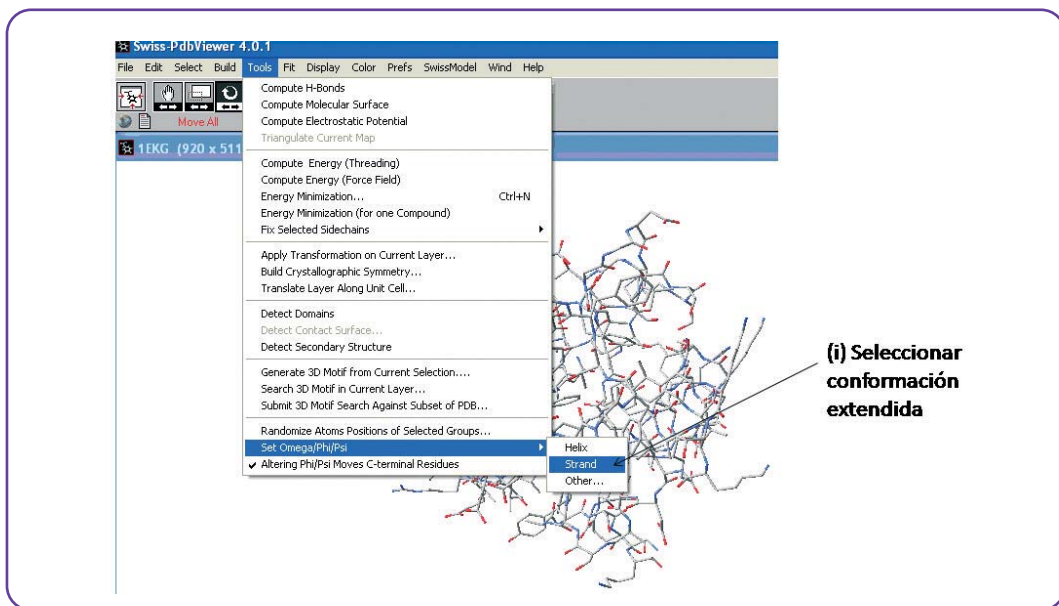 Swiss-PdbViewer 4.0.1
File Edit Select Build Tools Fit Display Color Prefs SwissModel Wind Help
Move All
1EKG (920 x 511
Compute H-Bonds
Compute Molecular Surface
Compute Electrostatic Potential
Triangulate Current Map
Compute Energy (Threading)
Compute Energy (Force Field)
Energy Minimization... Ctrl+N
Energy Minimization (for one Compound)
Fix Selected Sidechains
Apply Transformation on Current Layer...
Build Crystallographic Symmetry...
Translate Layer Along Unit Cell...
Detect Domains
Detect Contact Surface...
Detect Secondary Structure
Generate 3D Motif from Current Selection....
Search 3D Motif in Current Layer...
Submit 3D Motif Search Against Subset of PDB...
Randomize Atoms Positions of Selected Groups...
Set Omega/Phi/Psi
Altering Phi/Psi Moves C-terminal Residues
Helix
Strand
Other...
(i) Seleccionar
conformación
extendida